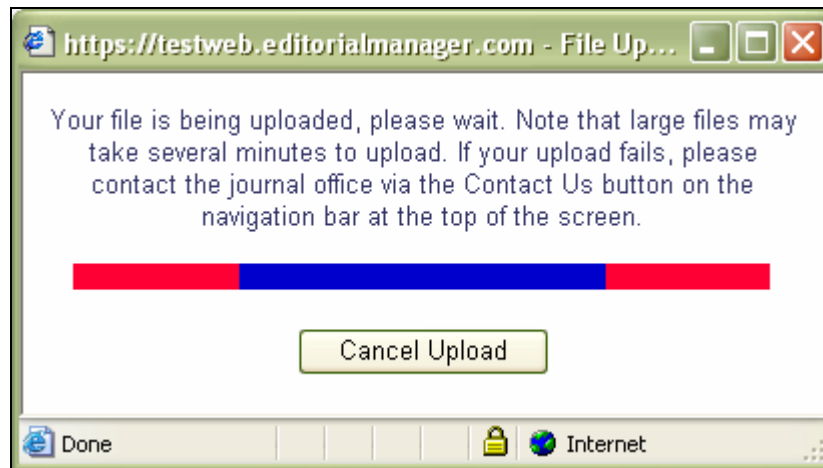 https://testweb.editorialmanager.com - File Up...
Your file is being uploaded, please wait. Note that large files may
take several minutes to upload. If your upload fails, please
contact the journal office via the Contact Us button on the
navigation bar at the top of the screen.
Cancel Upload
Done Internet